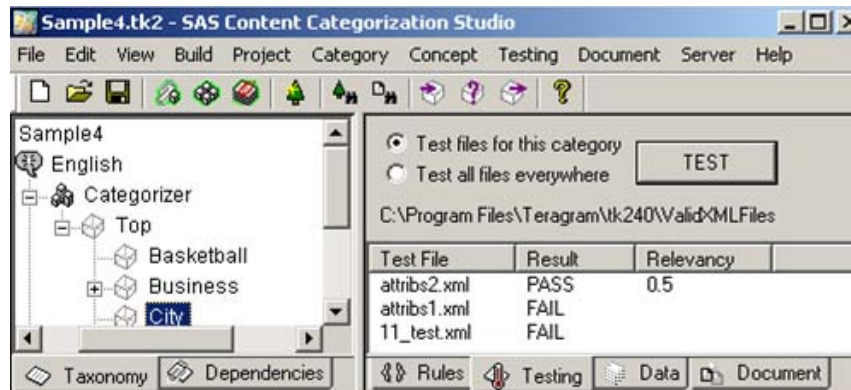 Sample4.tk2 - SAS Content Categorization Studio
File Edit View Build Project Category Concept Testing Document Server Help
Sample4
English
Categorizer
Top
Basketball
Business
City
Taxonomy Dependencies
Test files for this category
Test all files everywhere
TEST
C:\Program Files\Teragram\tk240\ValidXMLFiles
Test File Result Relevancy
attribs2.xml PASS 0.5
attribs1.xml FAIL
11_test.xml FAIL
Rules Testing Data Document